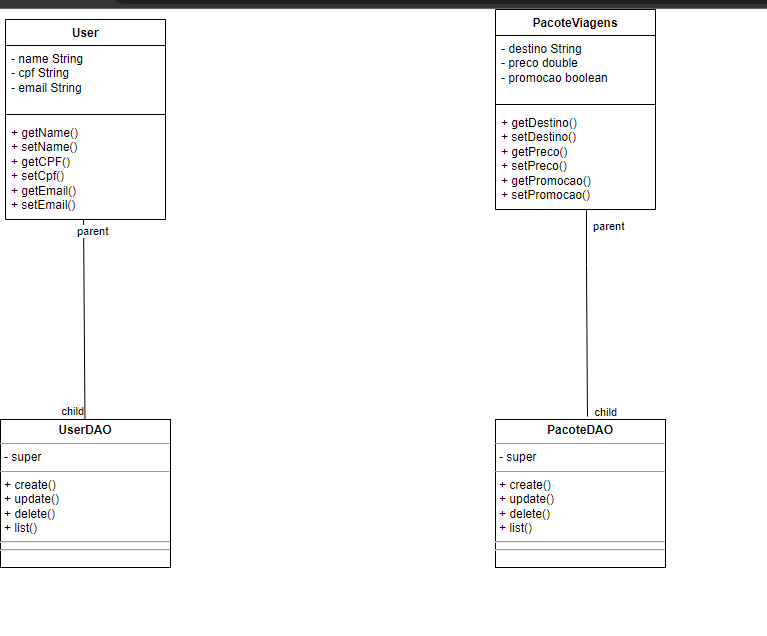 User
- name String
- cpf String
- email String
+ getName()
+ setName()
+ getCPF()
+ setCpf()
+ getEmail()
+ setEmail()
parent
child
UserDAO
- super
+ create()
+ update()
+ delete()
+ list()
PacoteViagens
- destino String
- preco double
- promocao boolean
+ getDestino()
+ setDestino()
+ getPreco()
+ setPreco()
+ getPromocao()
+ setPromocao()
parent
child
PacoteDAO
- super
+ create()
+ update()
+ delete()
+ list()